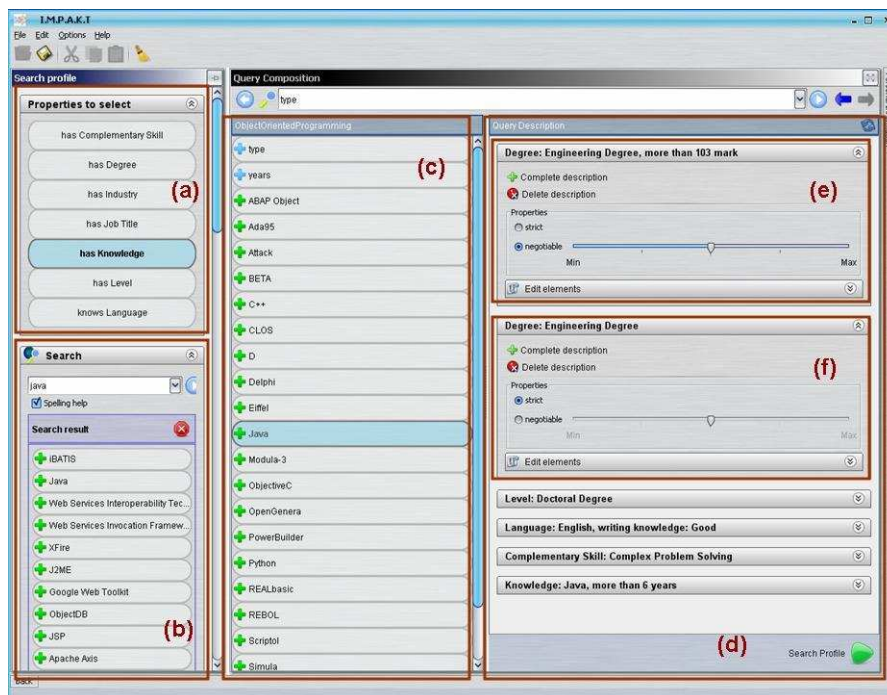 I.M.P.A.K.T
File Edit Options Help
Search profile
Properties to select
has Complementary Skill
has Degree
(a)
has Industry
has Job Title
has Knowledge
has Level
knows Language
Search
java
Spelling help
Search result
iBATIS
Java
Web Services Interoperability Tec...
Web Services Invocation Framew...
XFire
J2ME
Google Web Toolkit
ObjectDB
JSP
(b)
Apache Axis
Back
Query Composition
type
ObjectOrientedProgramming
type
(c)
years
ABAP Object
Ada95
Attack
BETA
C++
CLOS
D
Delphi
Eiffel
Java
Modula-3
ObjectiveC
OpenGenera
PowerBuilder
Python
REALbasic
REBOL
Scriptol
Simula
Query Description
Degree: Engineering Degree, more than 103 mark
Complete description
Delete description
(e)
Properties
strict
negotiable
Min Max
Edit elements
Degree: Engineering Degree
Complete description
Delete description
(f)
Properties
strict
negotiable
Min Max
Edit elements
Level: Doctoral Degree
Language: English, writing knowledge: Good
Complementary Skill: Complex Problem Solving
Knowledge: Java, more than 6 years
(d)
Search Profile